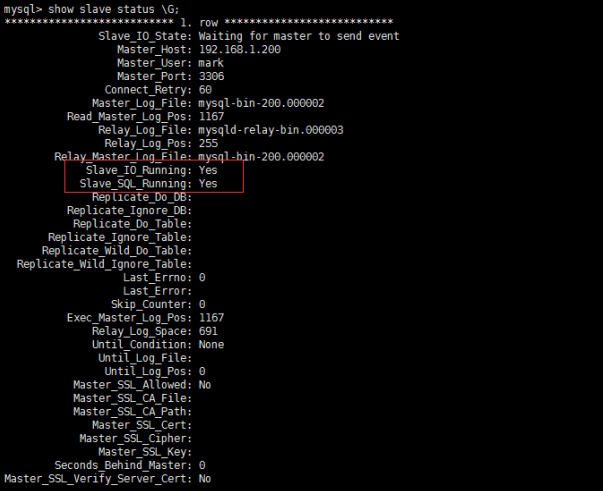 mysql> show slave status \G;
*************************** 1. row ***************************
Slave_IO_State: Waiting for master to send event
Master_Host: 192.168.1.200
Master_User: mark
Master_Port: 3306
Connect_Retry: 60
Master_Log_File: mysql-bin-200.000002
Read_Master_Log_Pos: 1167
Relay_Log_File: mysqld-relay-bin.000003
Relay_Log_Pos: 255
Relay_Master_Log_File: mysql-bin-200.000002
Slave_IO_Running: Yes
Slave_SQL_Running: Yes
Replicate_Do_DB:
Replicate_Ignore_DB:
Replicate_Do_Table:
Replicate_Ignore_Table:
Replicate_Wild_Do_Table:
Replicate_Wild_Ignore_Table:
Last_Errno: 0
Last_Error:
Skip_Counter: 0
Exec_Master_Log_Pos: 1167
Relay_Log_Space: 691
Until_Condition: None
Until_Log_File:
Until_Log_Pos: 0
Master_SSL_Allowed: No
Master_SSL_CA_File:
Master_SSL_CA_Path:
Master_SSL_Cert:
Master_SSL_Cipher:
Master_SSL_Key:
Seconds_Behind_Master: 0
Master_SSL_Verify_Server_Cert: No